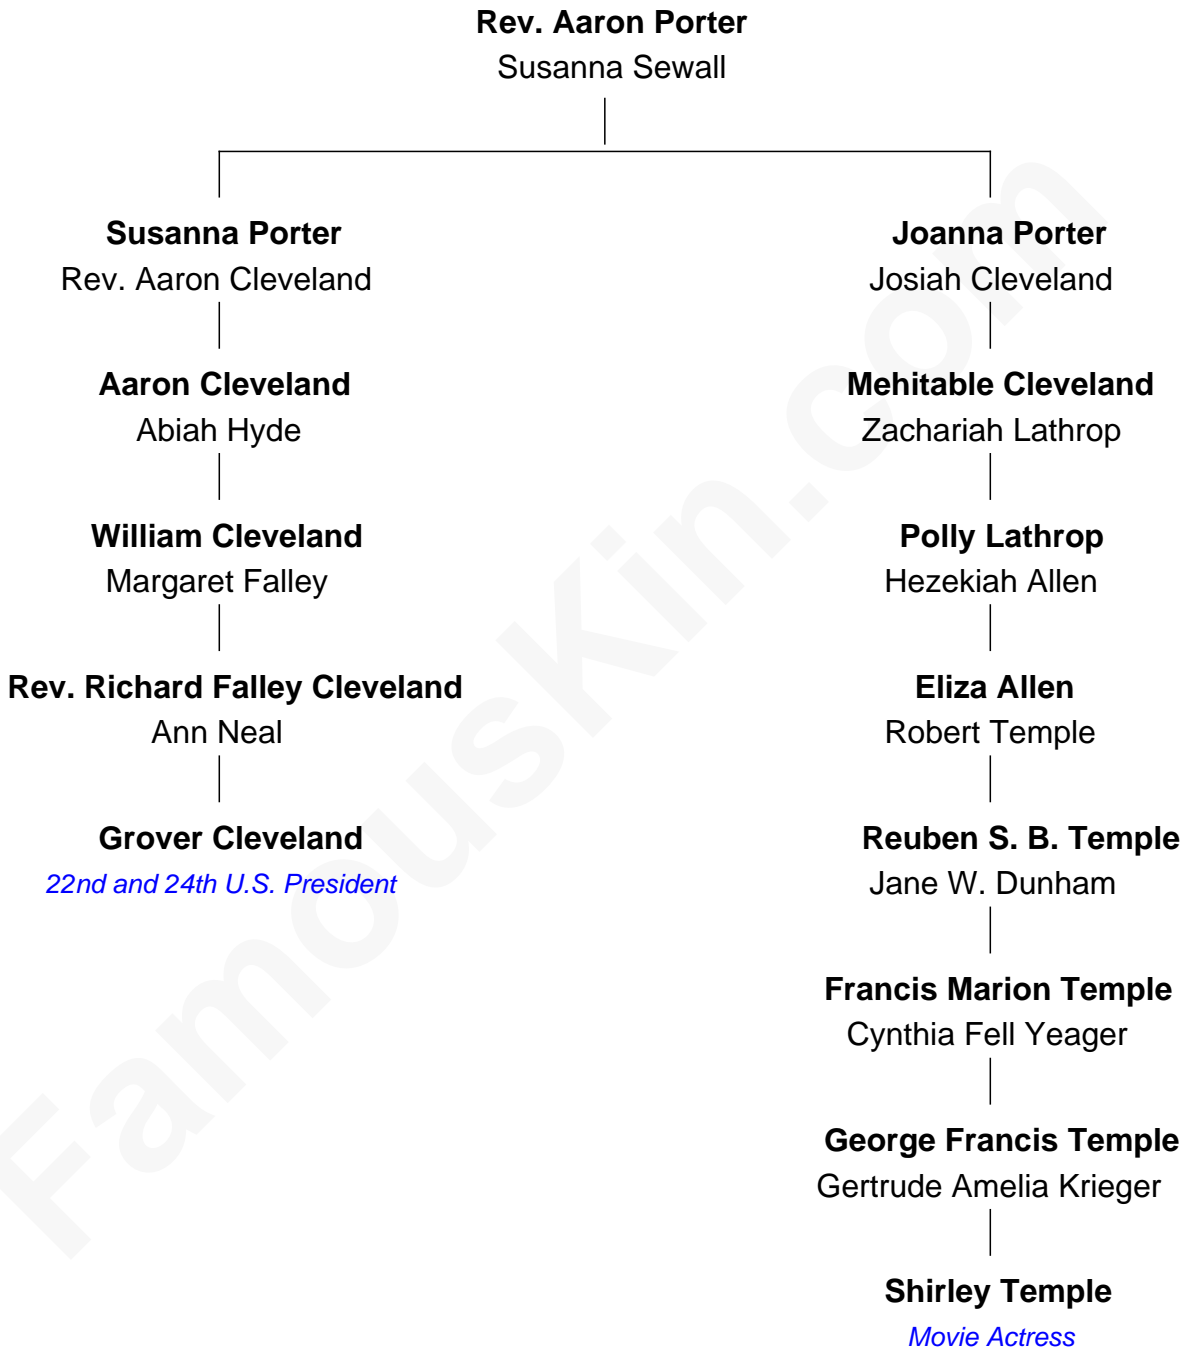 Rev. Aaron Porter
Susanna Sewall
Susanna Porter
Rev. Aaron Cleveland
Joanna Porter
Josiah Cleveland
Aaron Cleveland
Abiah Hyde
Mehitable Cleveland
Zachariah Lathrop
William Cleveland
Margaret Falley
Polly Lathrop
Hezekiah Allen
Rev. Richard Falley Cleveland
Ann Neal
Eliza Allen
Robert Temple
Grover Cleveland
22nd and 24th U.S. President
Reuben S. B. Temple
Jane W. Dunham
Francis Marion Temple
Cynthia Fell Yeager
George Francis Temple
Gertrude Amelia Krieger
Shirley Temple
Movie Actress
FamousKin.com